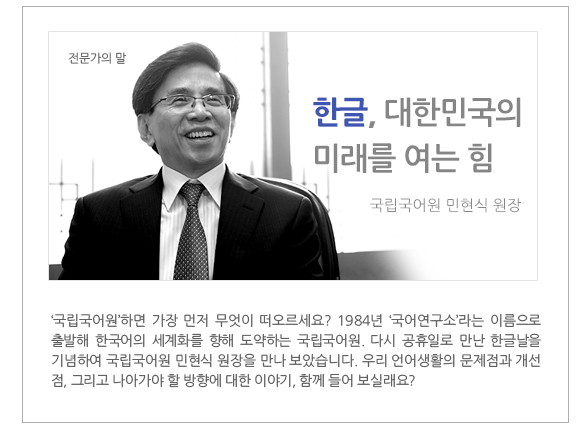 전문가의 말
한글, 대한민국의
미래를 여는 힘
국립국어원 민현식 원장
‘국립국어원’하면 가장 먼저 무엇이 떠오르세요? 1984년 ‘국어연구소’라는 이름으로
출발해 한국어의 세계화를 향해 도약하는 국립국어원. 다시 공휴일로 만난 한글날을
기념하여 국립국어원 민현식 원장을 만나 보았습니다. 우리 언어생활의 문제점과 개선
점, 그리고 나아가야 할 방향에 대한 이야기, 함께 들어 보실래요?